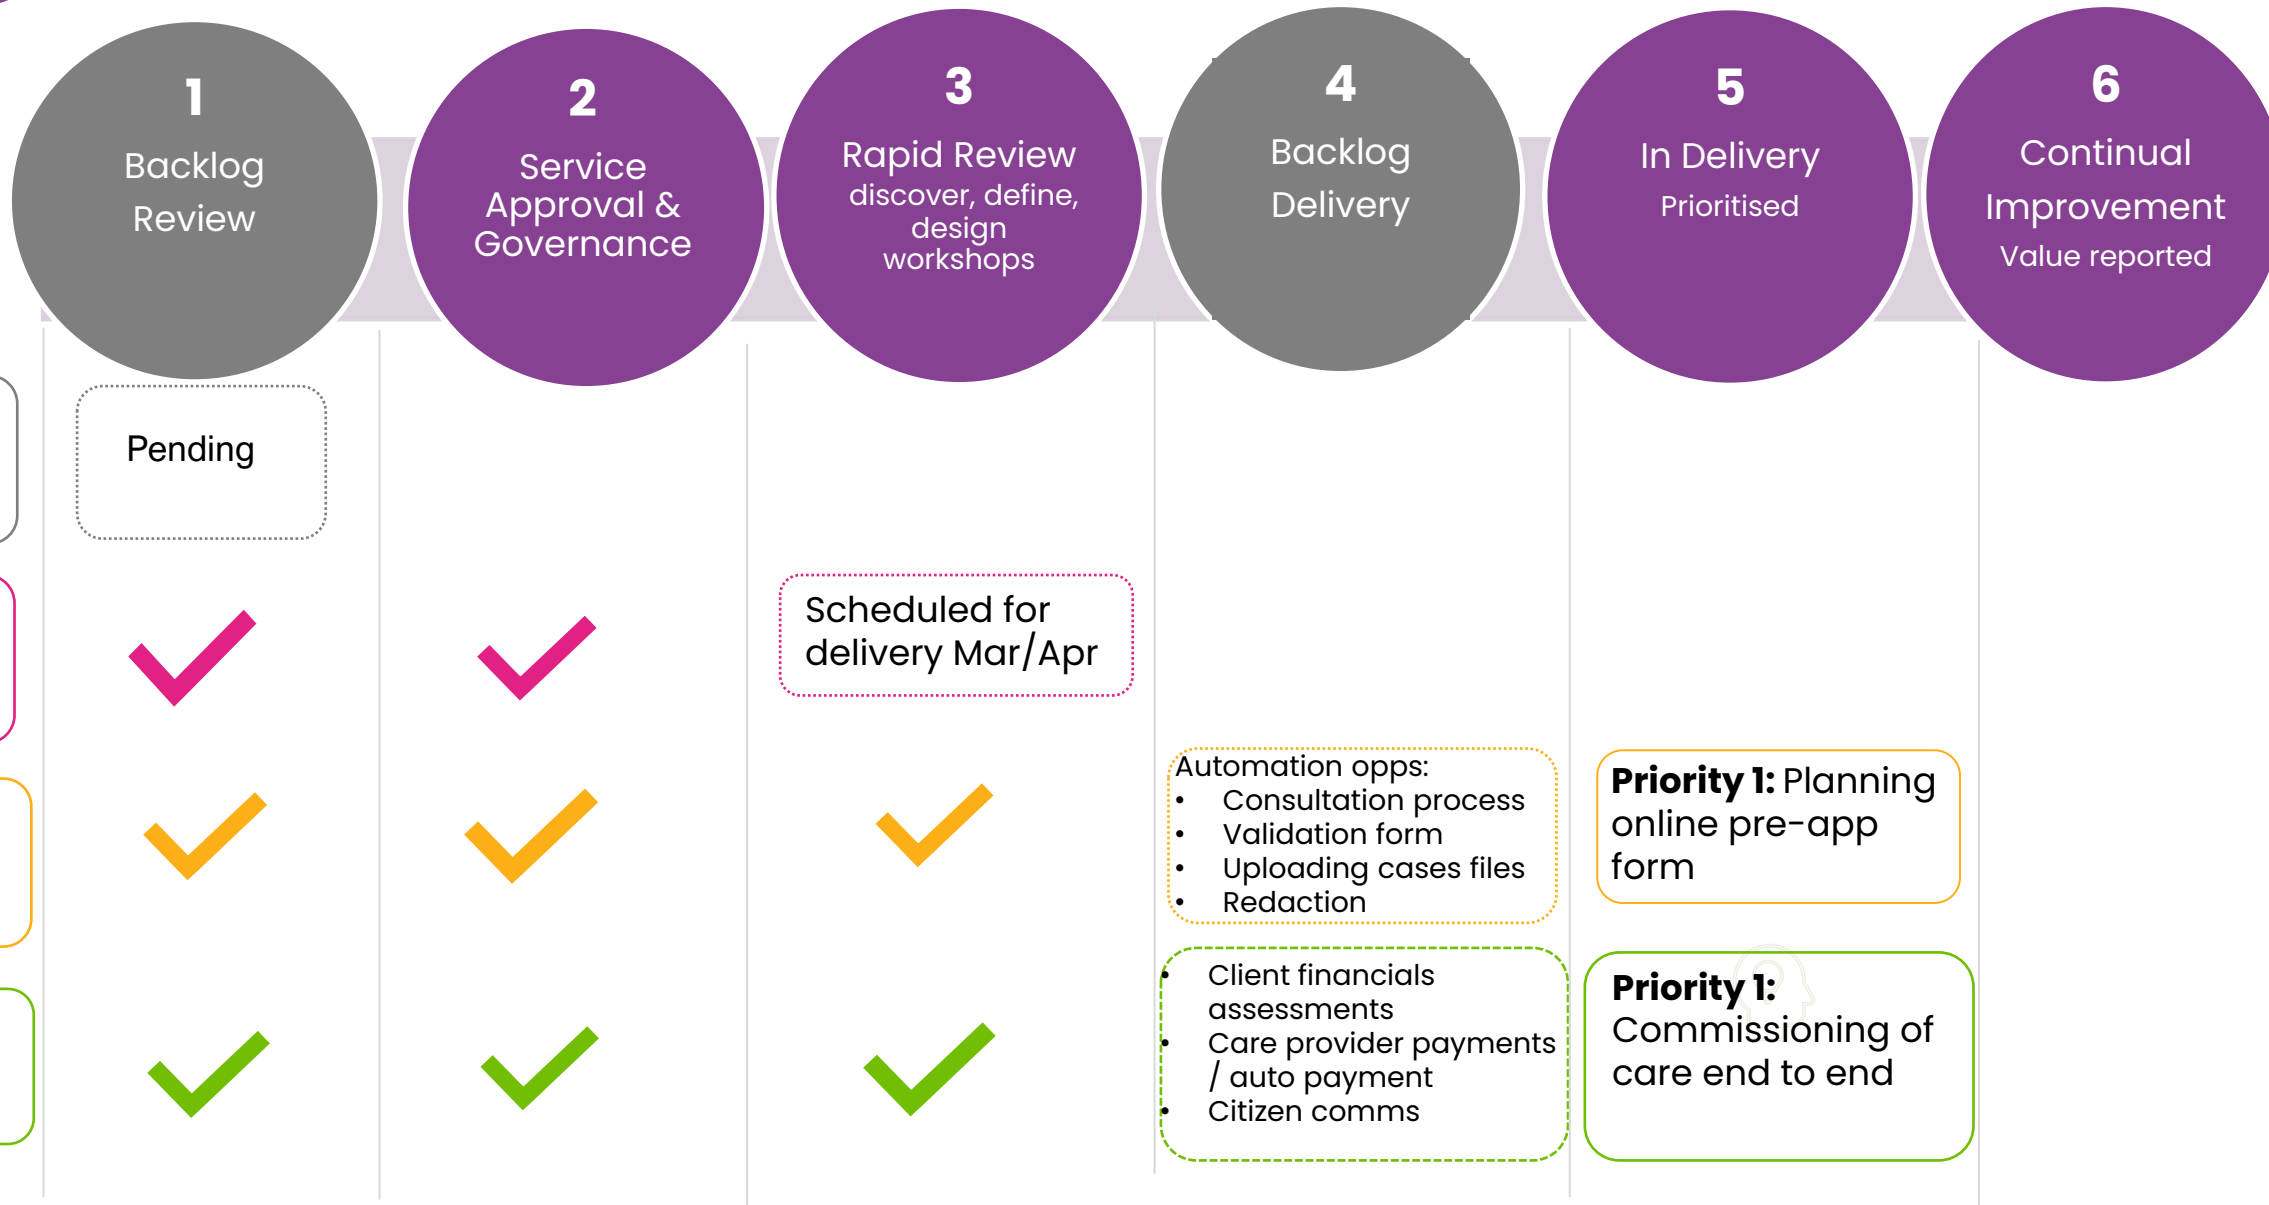 1
Backlog
Review
2
Service
Approval &
Governance
3
Rapid Review
discover, define,
design
workshops
4
Backlog
Delivery
5
In Delivery
Prioritised
6
Continual
Improvement
Value reported
Pending
Scheduled for
delivery Mar/Apr
Automation opps:
• Consultation process
• Validation form
• Uploading cases files
• Redaction
Priority 1: Planning
online pre-app
form
• Client financials
assessments
• Care provider payments
/ auto payment
• Citizen comms
Priority 1:
Commissioning of
care end to end